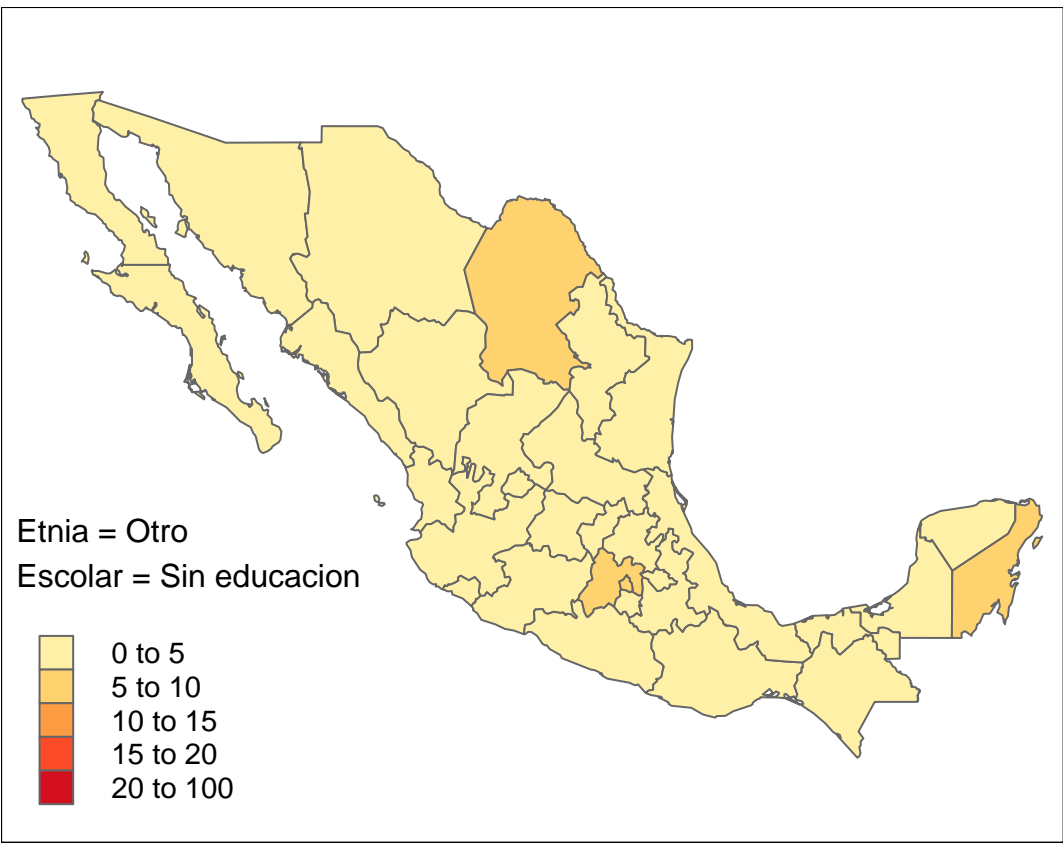 Etnia = Otro
Escolar = Sin educacion
0 to 5
5 to 10
10 to 15
15 to 20
20 to 100